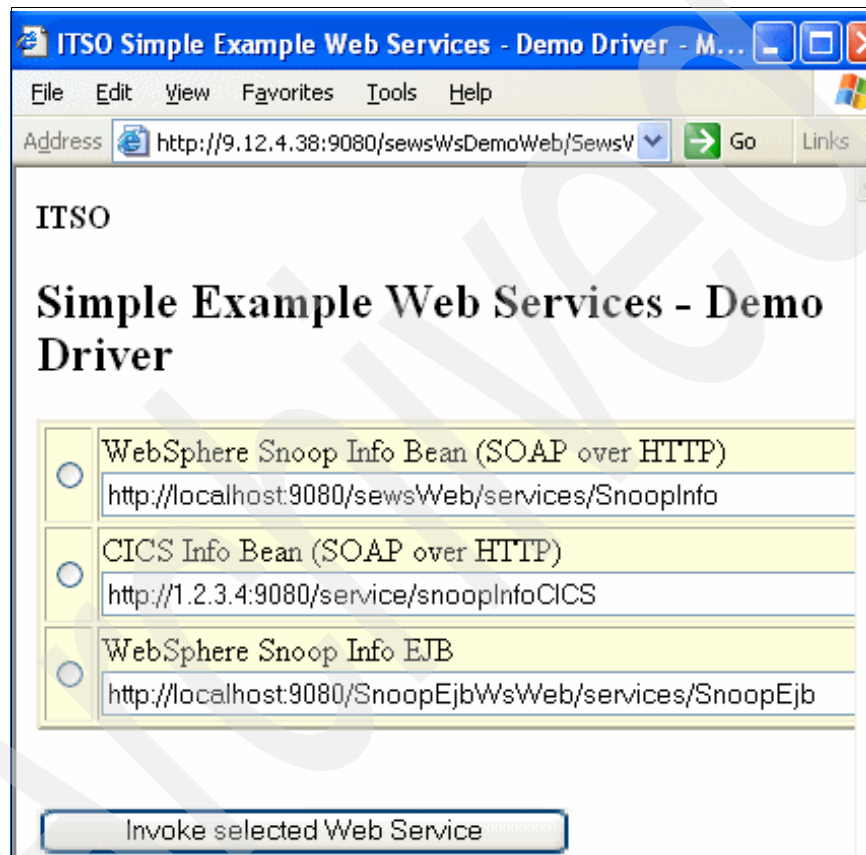 ITSO Simple Example Web Services - Demo Driver - M...
File Edit View Favorites Tools Help
Address http://9.12.4.38:9080/sewsWsDemoWeb/SewsV Go Links
ITSO
Simple Example Web Services - Demo
Driver
WebSphere Snoop Info Bean (SOAP over HTTP)
http://localhost:9080/sewsWeb/services/SnoopInfo
CICS Info Bean (SOAP over HTTP)
http://1.2.3.4:9080/service/snoopInfoCICS
WebSphere Snoop Info EJB
http://localhost:9080/SnoopEjbWsWeb/services/SnoopEjb
Invoke selected Web Service